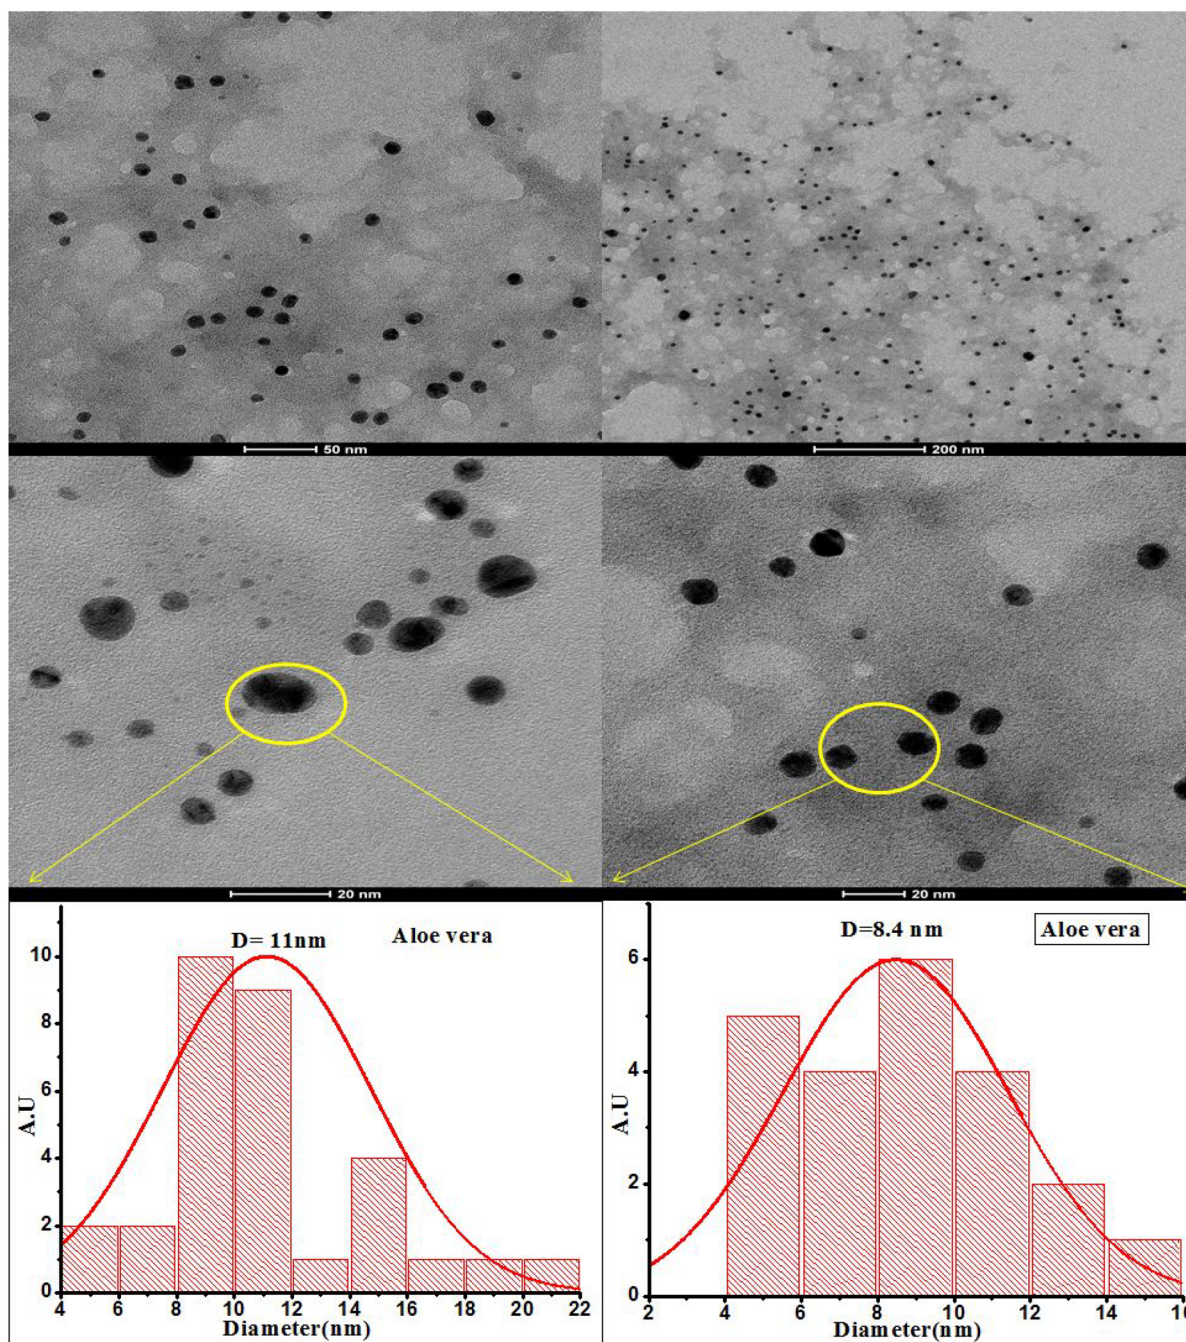 50 nm
200 nm
20 nm
20 nm
D= 11nm
Aloe vera
A.U
10
8
6
4
2
0
4 6 8 10 12 14 16 18 20 22
Diameter(nm)
D=8.4 nm
Aloe vera
A.U
6
4
2
0
2 4 6 8 10 12 14 16
Diameter(nm)